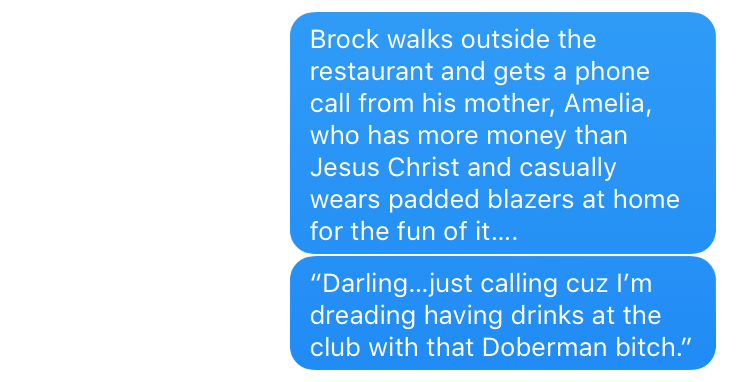 Brock walks outside the
restaurant and gets a phone
call from his mother, Amelia,
who has more money than
Jesus Christ and casually
wears padded blazers at home
for the fun of it....
“Darling...just calling cuz I’m
dreading having drinks at the
club with that Doberman bitch.”